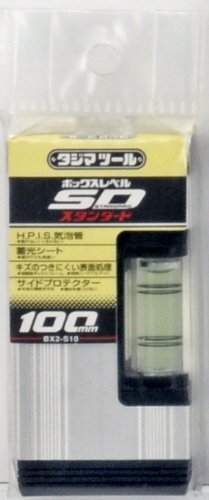 タジマツール
ボックスレベル
SD
STANDARD
スタンダード
H.P.I.S.気泡管
蓄光シート
キズのつきにくい表面処理
サイドプロテクター
100mm
BX2-S10